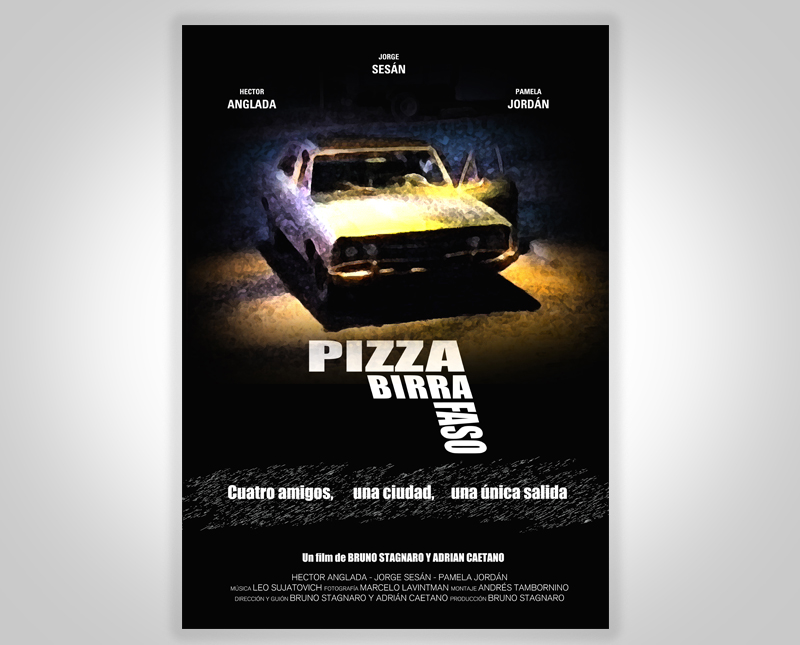 JORGE
SESÁN
HECTOR
ANGLADA
PAMELA
JORDÁN
PIZZA
BIRRA
FASO
Cuatro amigos, una ciudad, una única salida
Un film de BRUNO STAGNARO Y ADRIAN CAETANO
HECTOR ANGLADA - JORGE SESÁN - PAMELA JORDÁN
MÚSICA LEO SUJATOVICH FOTOGRAFÍA MARCELO LAVINTMAN MONTAJE ANDRÉS TAMBORNINO
DIRECCIÓN Y GUIÓN BRUNO STAGNARO Y ADRIÁN CAETANO PRODUCCIÓN BRUNO STAGNARO